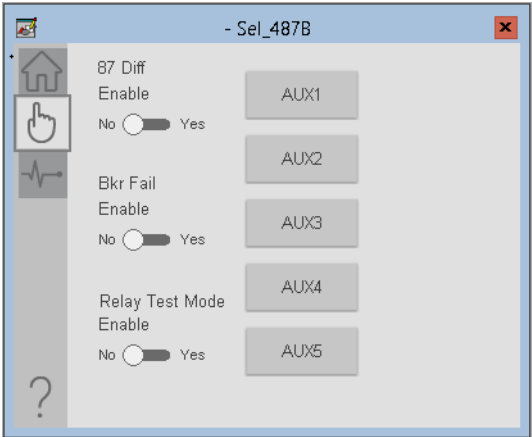 - Sel_487B
87 Diff
Enable
No Yes
Bkr Fail
Enable
No Yes
Relay Test Mode
Enable
No Yes
AUX1
AUX2
AUX3
AUX4
AUX5
?